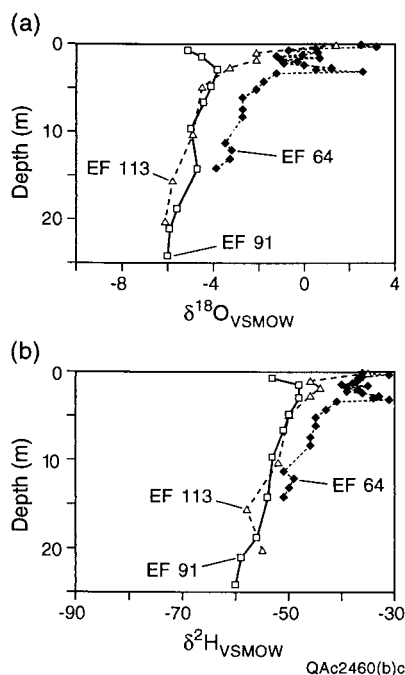 (a)
0
10
20
Depth (m)
EF 113
EF 64
EF 91
-8
-4
0
4
δ18OVSMOW
(b)
0
10
20
Depth (m)
EF 113
EF 64
EF 91
-90
-70
-50
-30
δ2HVSMOW
QAc2460(b)c